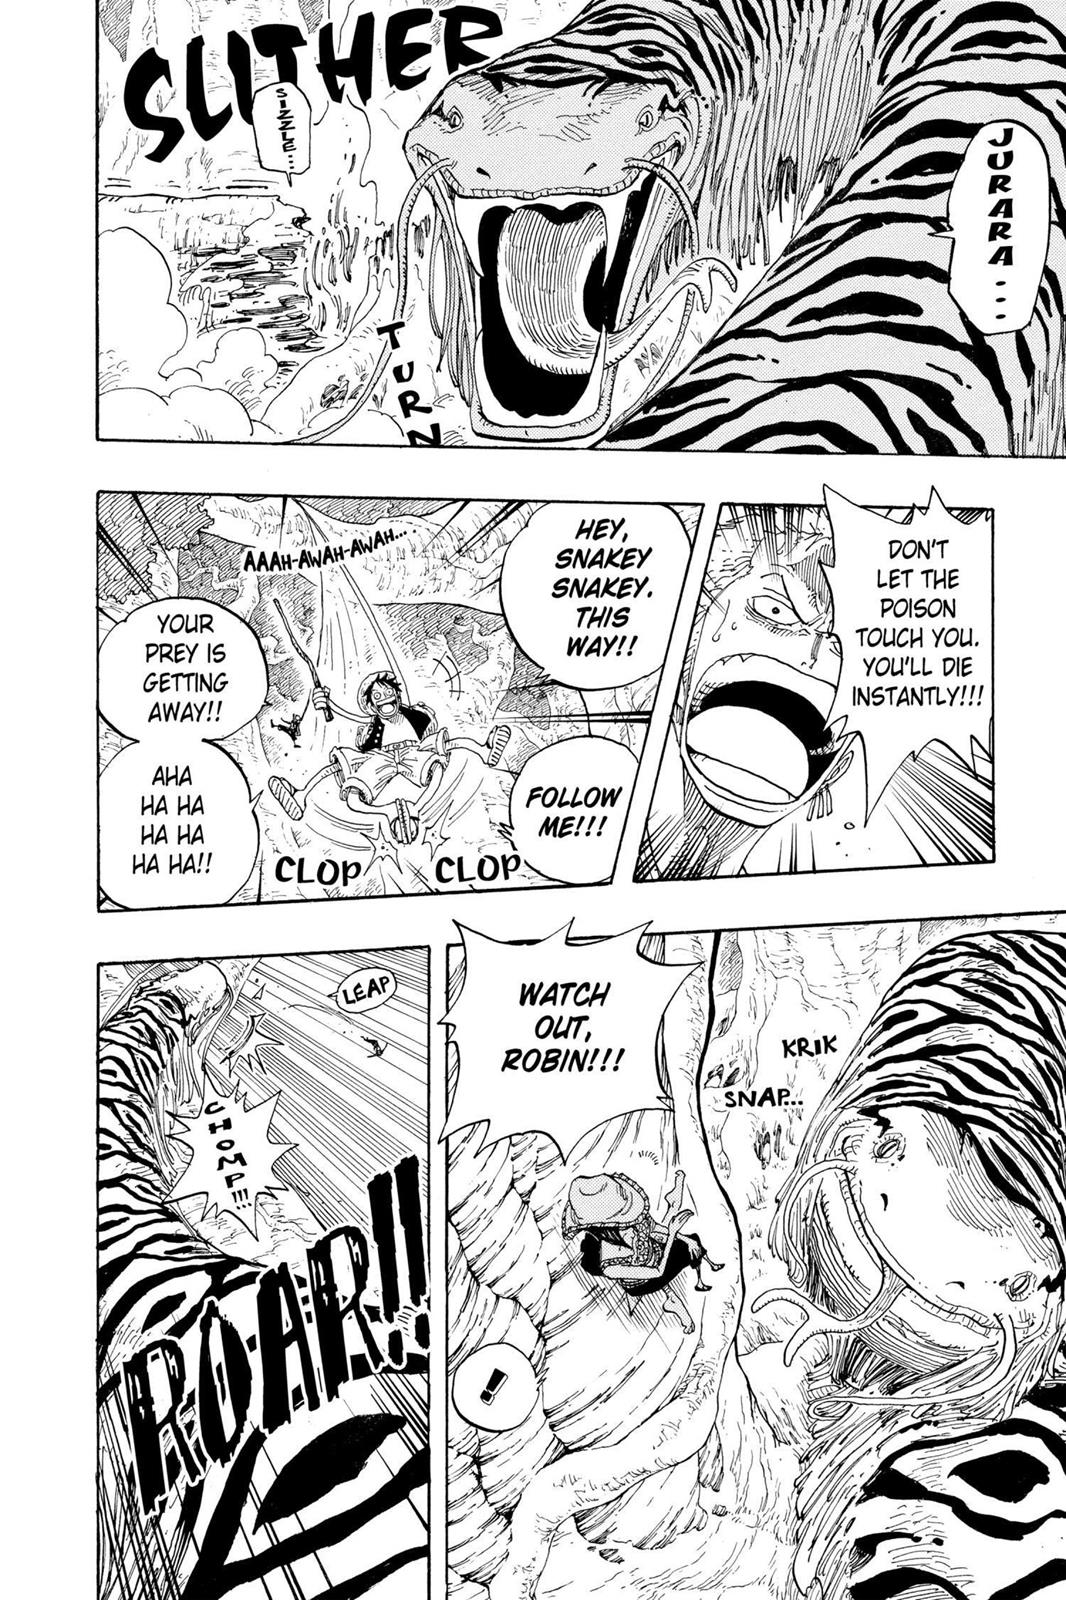 SLITHER
JURARA....
SIZZLE...
TURN
DON'T
LET THE
POISON
TOUCH YOU.
YOU'LL DIE
INSTANTLY!!!
HEY,
SNAKEY
SNAKEY.
THIS
WAY!!
FOLLOW
ME!!!
AAAH-AWAH-AWAH...
YOUR
PREY IS
GETTING
AWAY!!
AHA
HA HA
HA HA
HA HA!!
CLOP
CLOP
KRIK
SNAP...
WATCH
OUT,
ROBIN!!!
!
LEAP
CHOMP!!!
ROAR!!